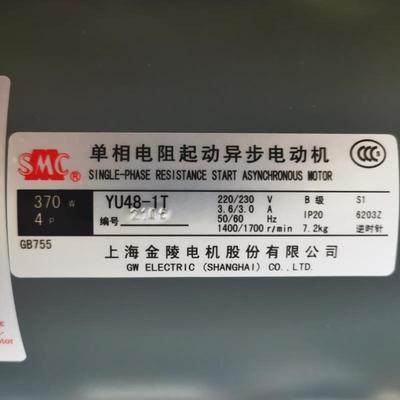 SMC®
单相电阻起动异步电动机
SINGLE-PHASE RESISTANCE START ASYNCHRONOUS MOTOR
CCC
370 W YU48-1T 220/230 V B 级 S1
3.6/3.0 A
4 P 编号 50/60 Hz IP20 6203Z
1400/1700 r/min 7.2kg 逆时针
GB755
上海金陵电机股份有限公司
GW ELECTRIC (SHANGHAI) CO.,LTD.